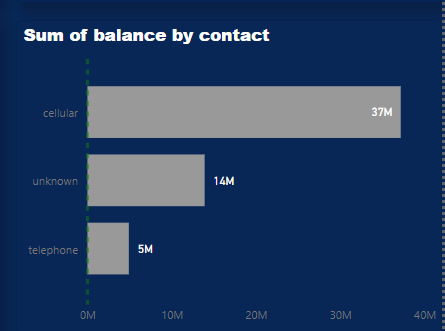 Sum of balance by contact
cellular 37M
unknown 14M
telephone 5M
0M 10M 20M 30M 40M